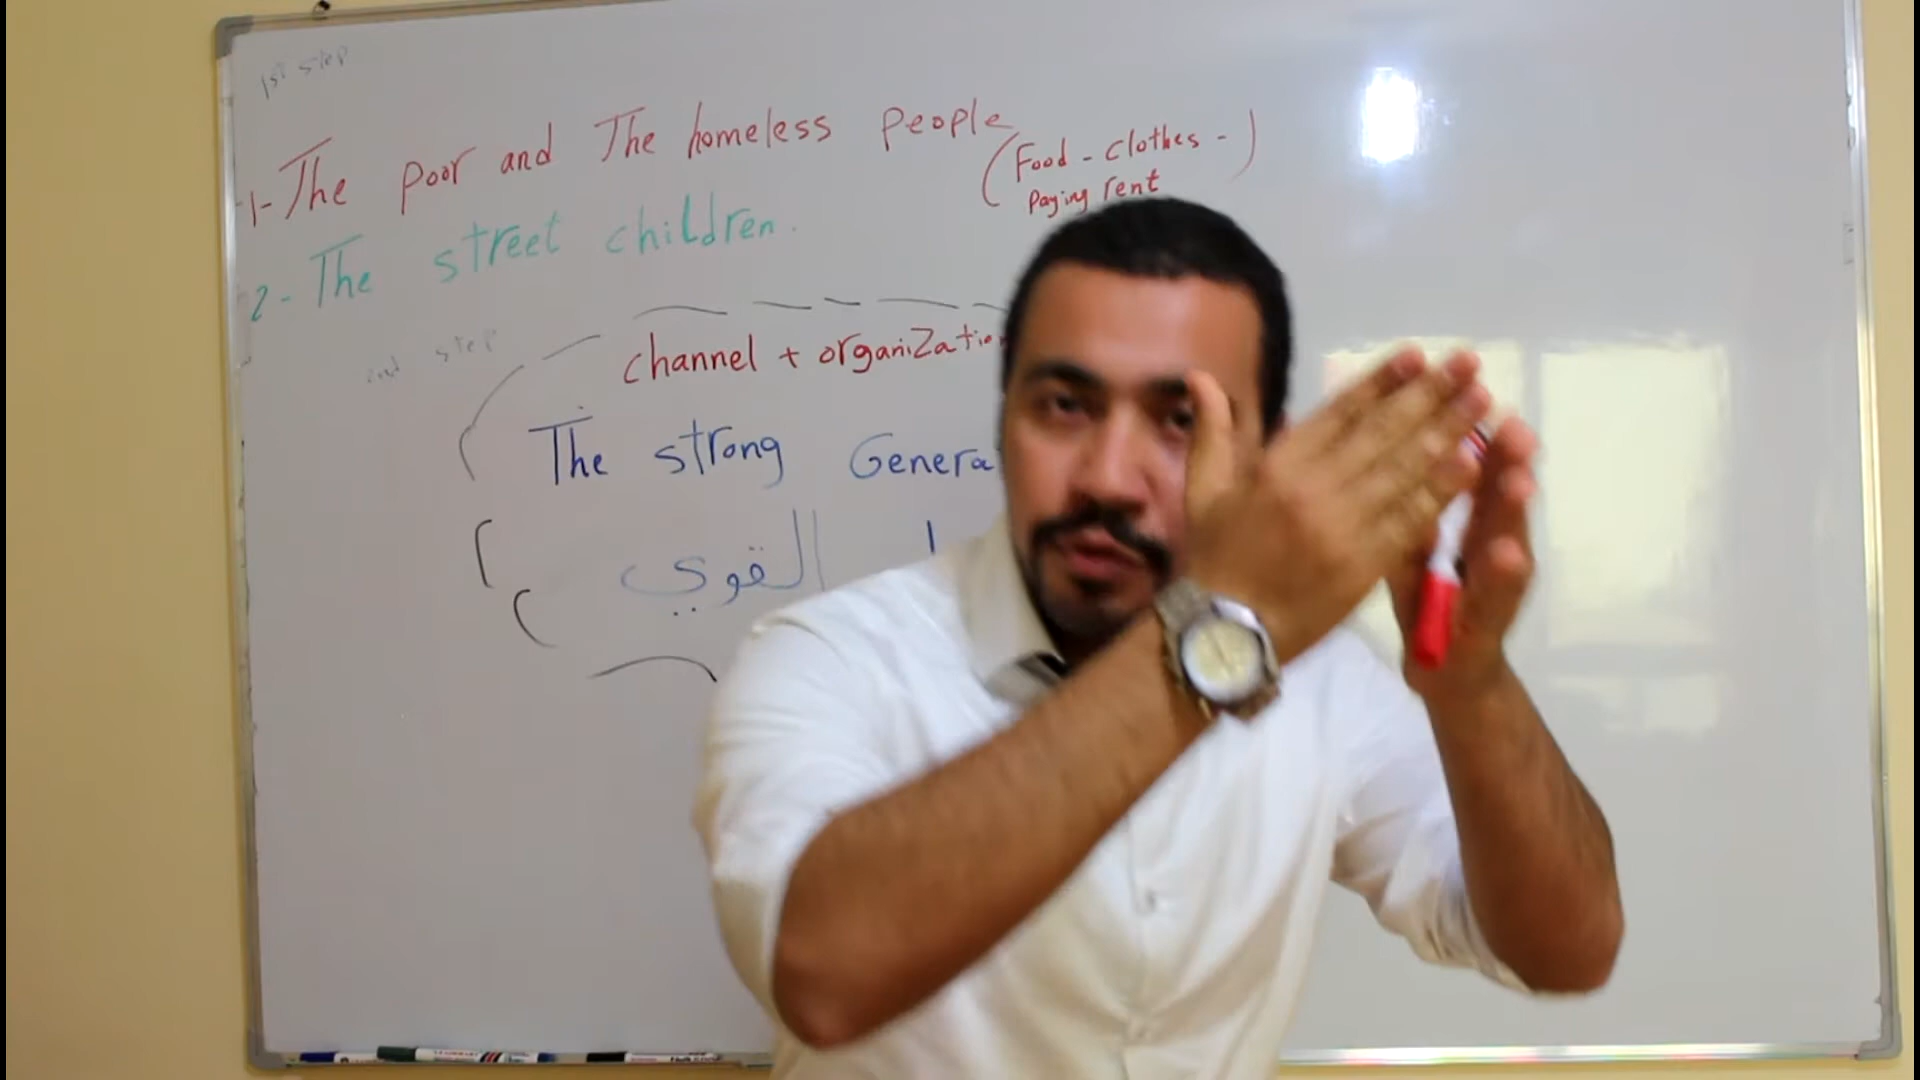 1st step
1- The poor and The homeless people
(Food - clothes - )
paying rent
2- The street children.
2nd step
channel + organizatio
The strong Genera
القوي